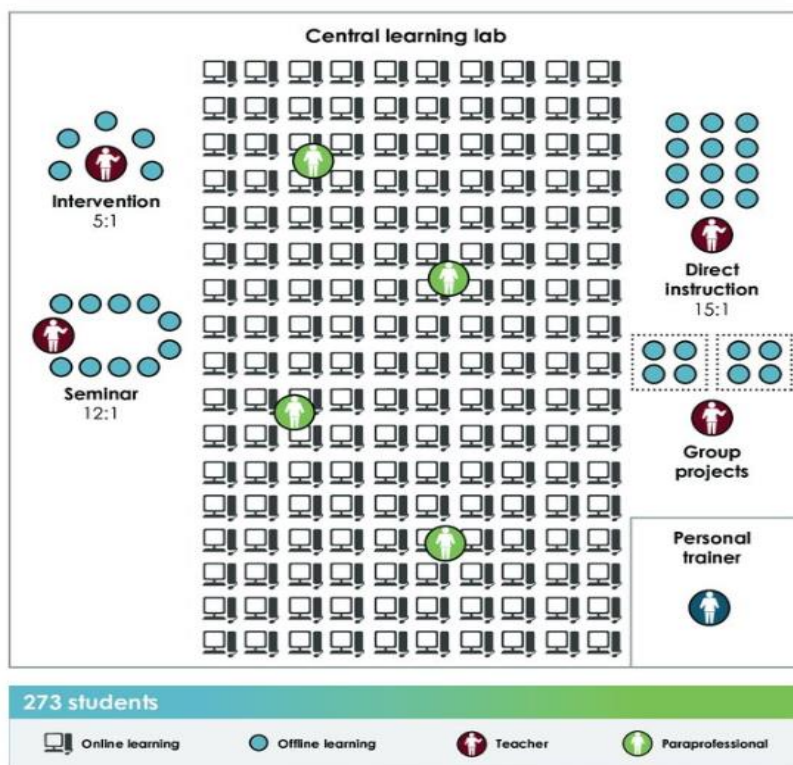 Central learning lab
Intervention
5:1
Seminar
12:1
Direct
instruction
15:1
Group
projects
Personal
trainer
273 students
Online learning
Offline learning
Teacher
Paraprofessional